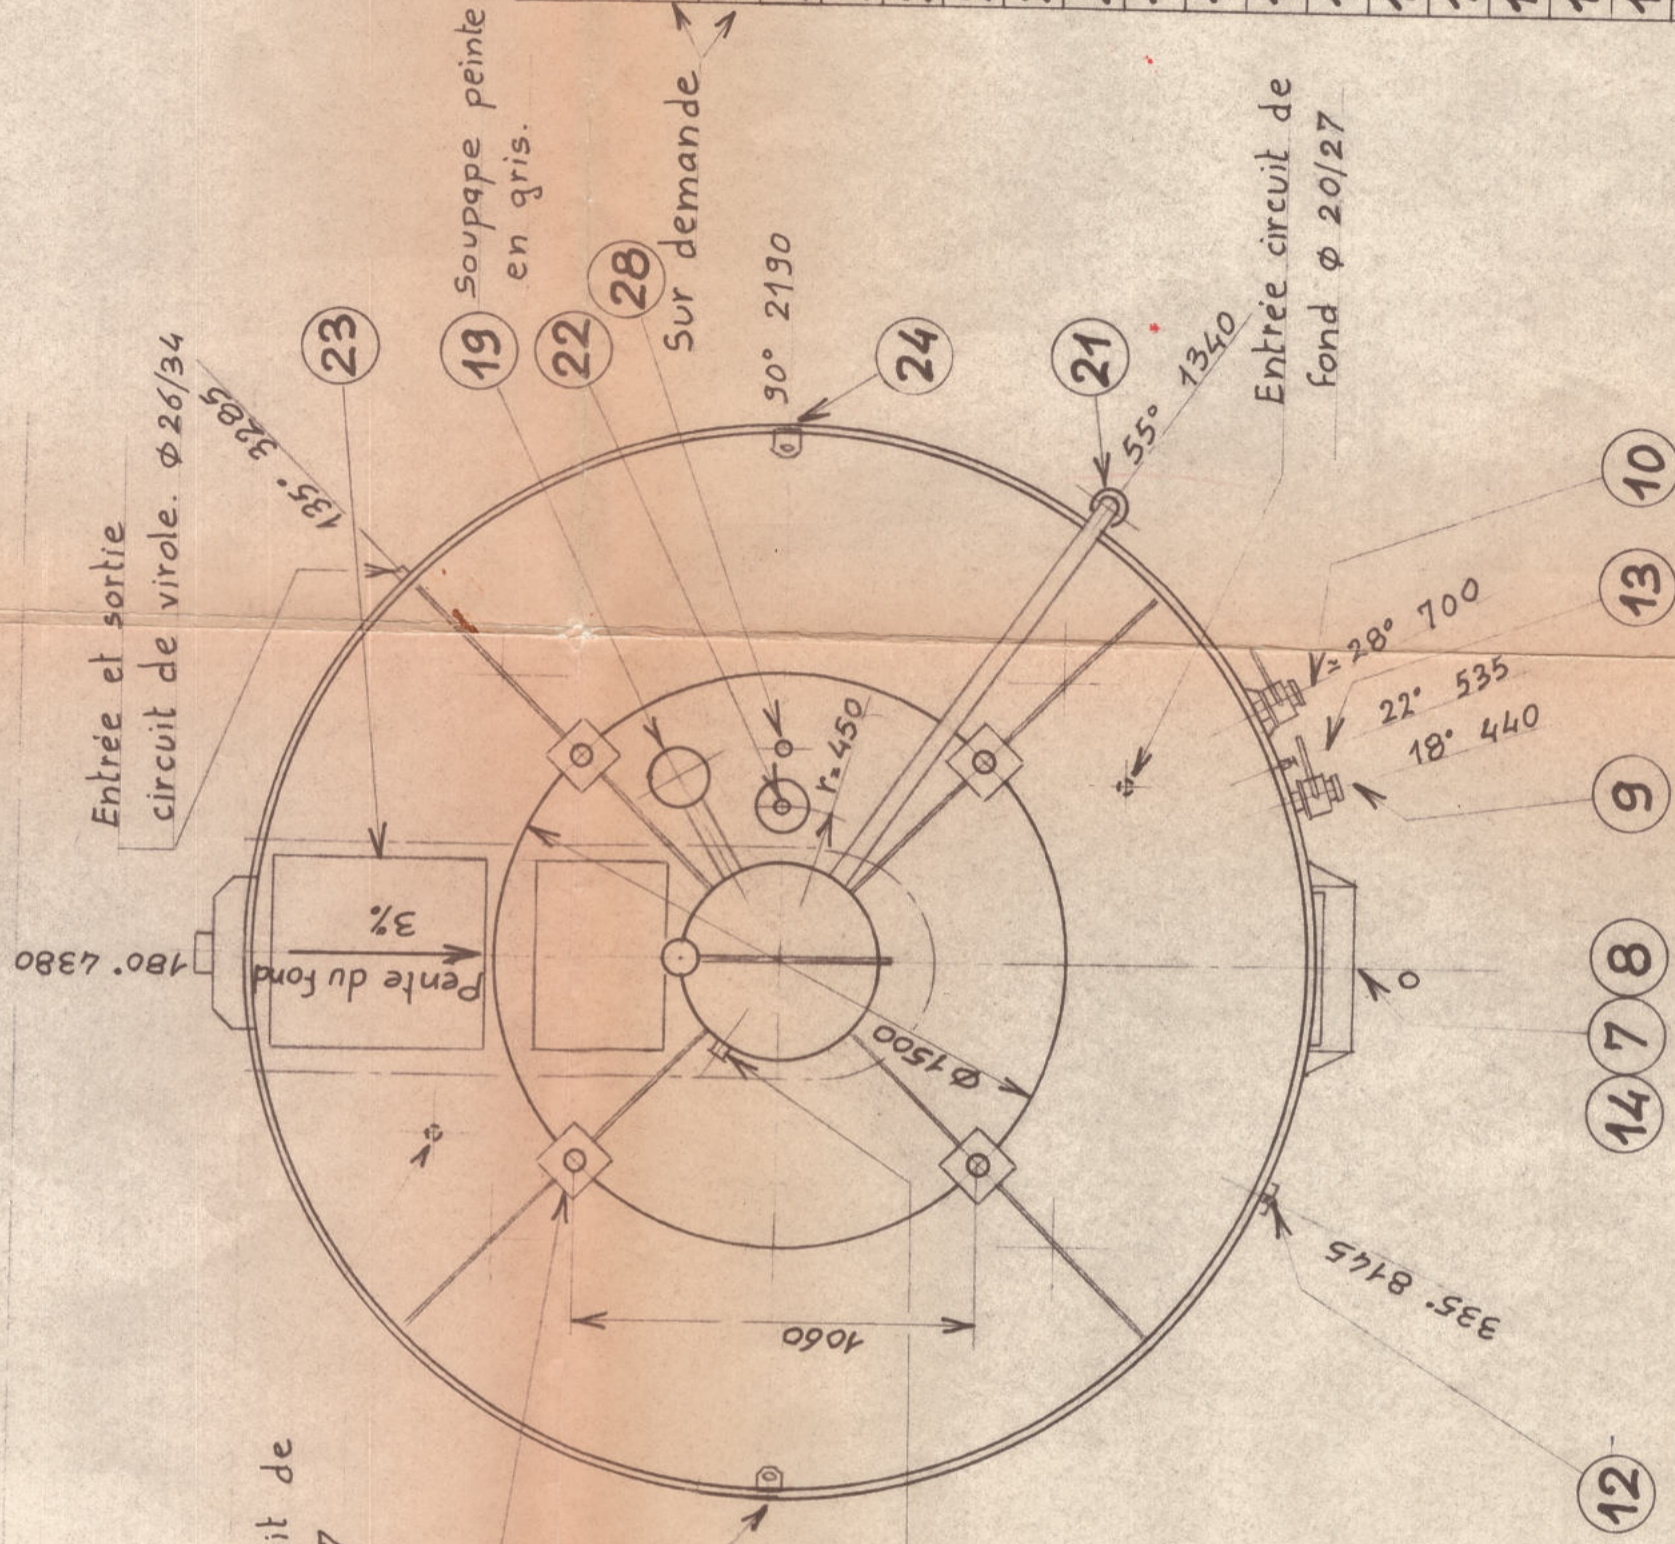 Entrée et sortie
circuit de virole. Φ 26/34
135° 3285
23
19
Soupape peinte
en gris.
22
28
Sur demande
90° 2190
24
21
55° 1340
Entrée circuit de
fond Φ 20/27
10
13
≃ 28° 700
22° 535
18° 440
9
8
7
14
0
12
335° 8145
180° 4380
Pente du fond
3%
r=450
Φ1500
1060
it de